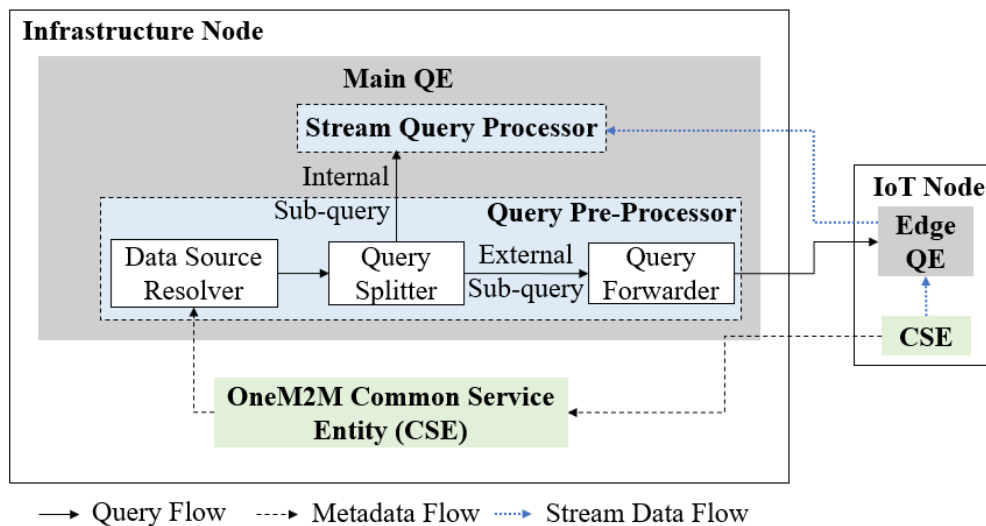 Infrastructure Node
Main QE
Stream Query Processor
Internal
Sub-query
Query Pre-Processor
Data Source
Resolver
Query
Splitter
External
Sub-query
Query
Forwarder
OneM2M Common Service
Entity (CSE)
IoT Node
Edge
QE
CSE
Query Flow
Metadata Flow
Stream Data Flow